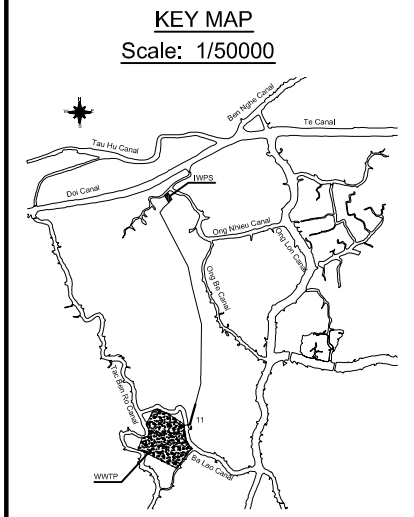 KEY MAP
Scale: 1/50000
Ben Nghe Canal
Te Canal
Tau Hu Canal
IWPS
Doi Canal
Ong Nhieu Canal
Ong Lon Canal
Ong Be Canal
Tac Ben Ro Canal
11
Ba Lao Canal
WWTP